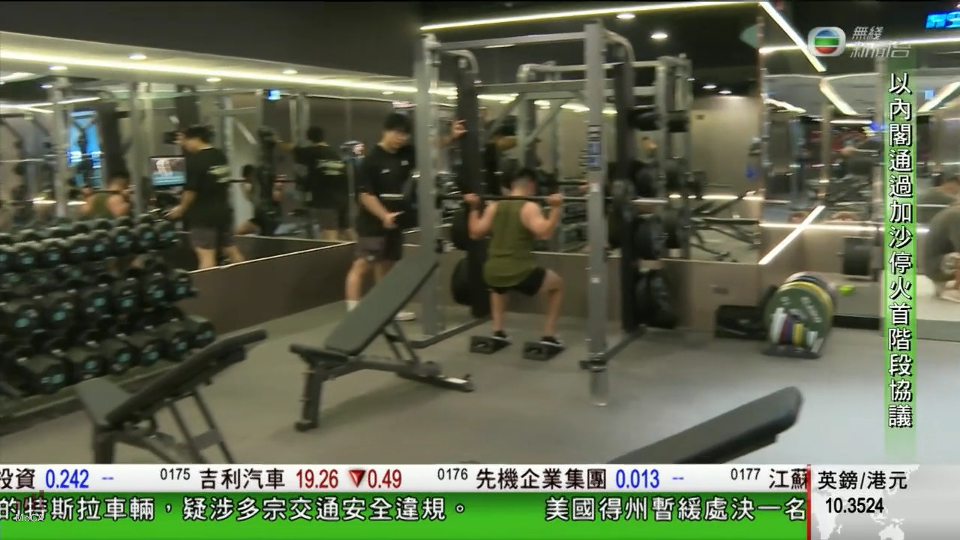 無綫
新聞台
以內閣通過加沙停火首階段協議
投資 0.242 -- 0175 吉利汽車 19.26 ▼0.49 0176 先機企業集團 0.013 -- 0177 江蘇
英鎊/港元
10.3524
的特斯拉車輛，疑涉多宗交通安全違規。 美國得州暫緩處決一名